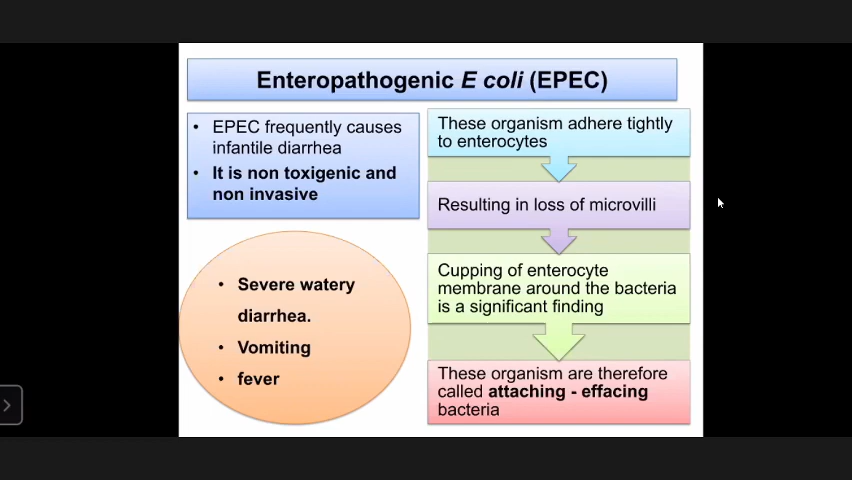 Enteropathogenic E coli (EPEC)
• EPEC frequently causes
infantile diarrhea
• It is non toxigenic and
non invasive
• Severe watery
diarrhea.
• Vomiting
• fever
These organism adhere tightly
to enterocytes
Resulting in loss of microvilli
Cupping of enterocyte
membrane around the bacteria
is a significant finding
These organism are therefore
called attaching - effacing
bacteria